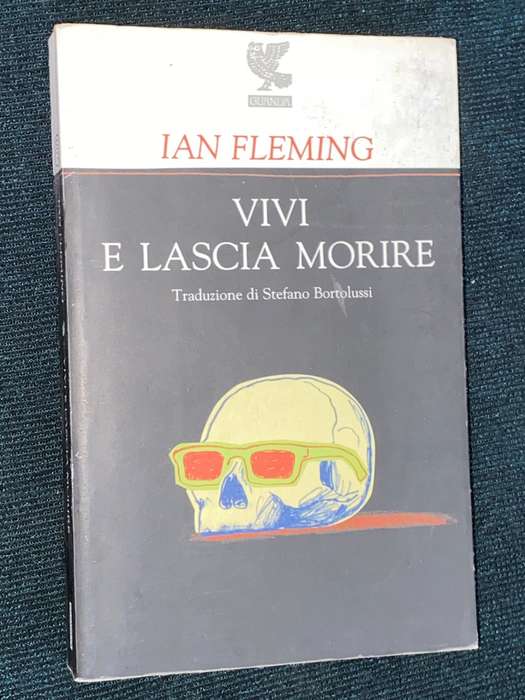 GUANDA
IAN FLEMING
VIVI
E LASCIA MORIRE
Traduzione di Stefano Bortolussi